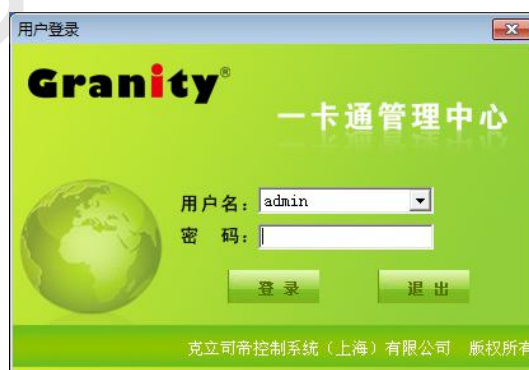 用户登录
Granity®
一卡通管理中心
用户名: admin
密 码:
登录 退出
克立司帝控制系统（上海）有限公司 版权所有